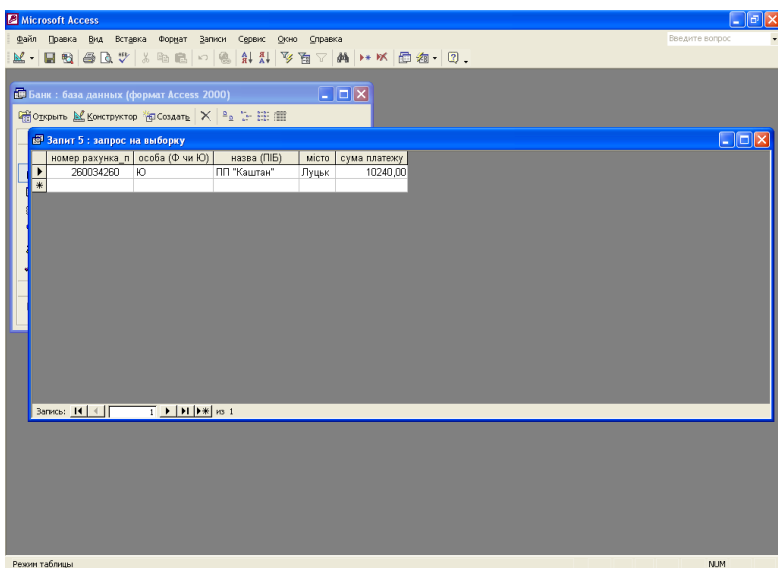 Microsoft Access
Файл Правка Вид Вставка Формат Записи Сервис Окно Справка Введите вопрос
Банк : база данных (формат Access 2000)
Открыть Конструктор Создать
Запит 5 : запрос на выборку
номер рахунка_п особа (Ф чи Ю) назва (ПІБ) місто сума платежу
260034260 Ю ПП "Каштан" Луцьк 10240,00
Запись: 1 из 1
Режим таблицы NUM